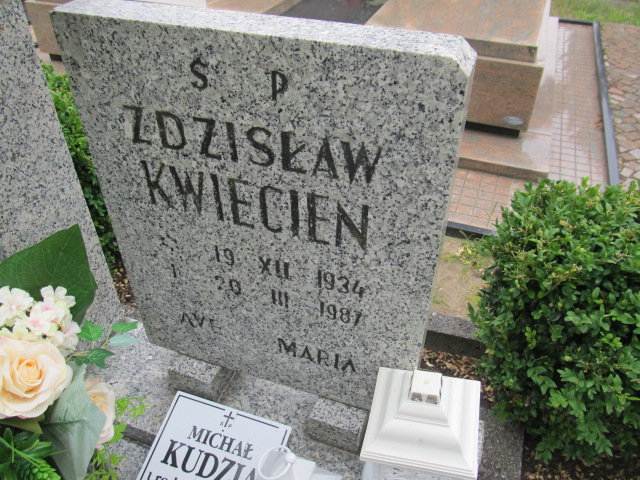 Ś P
ZDZISŁAW
KWIECIEŃ
* 19 XII 1934
† 20 III 1987
AVE MARIA
Ś † P
MICHAŁ